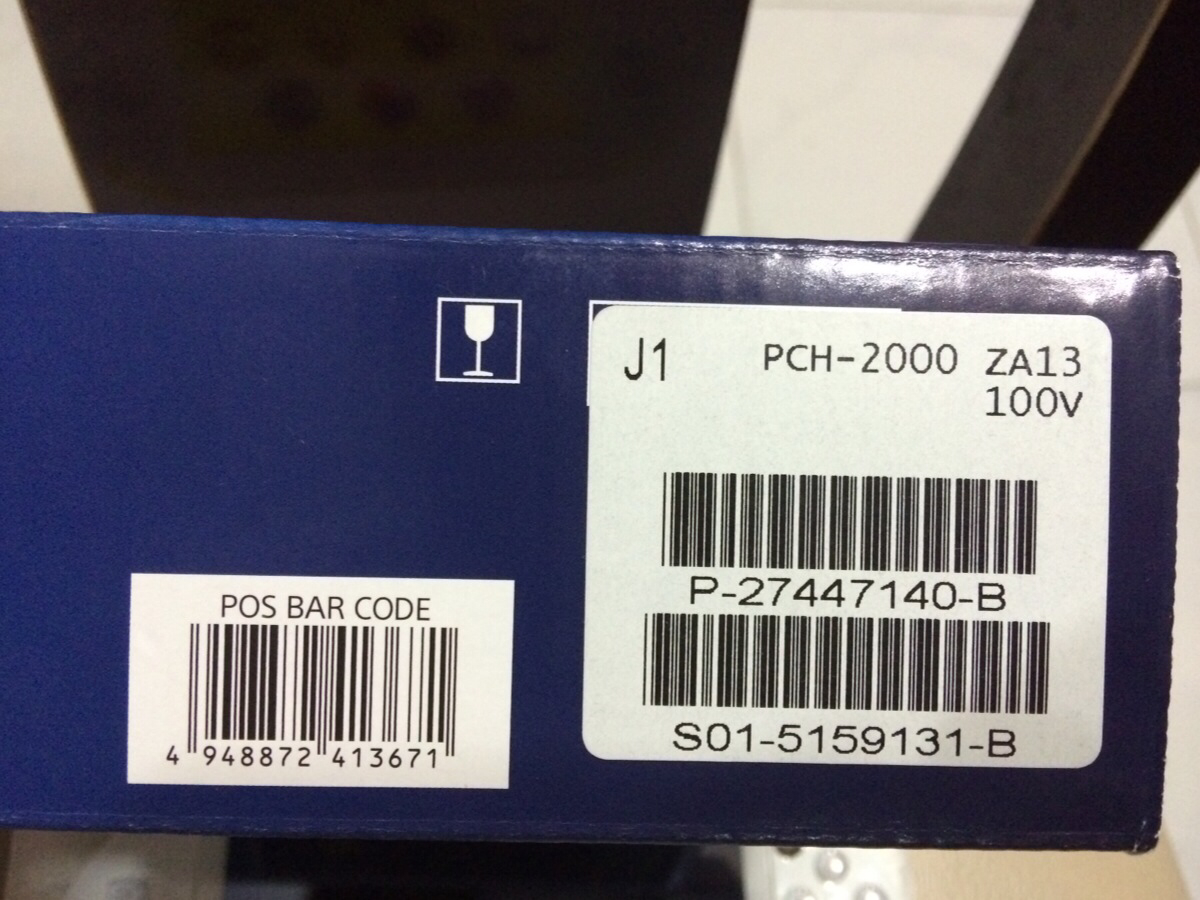 J1 PCH-2000 ZA13
100V
P-27447140-B
S01-5159131-B
POS BAR CODE
4 948872 413671